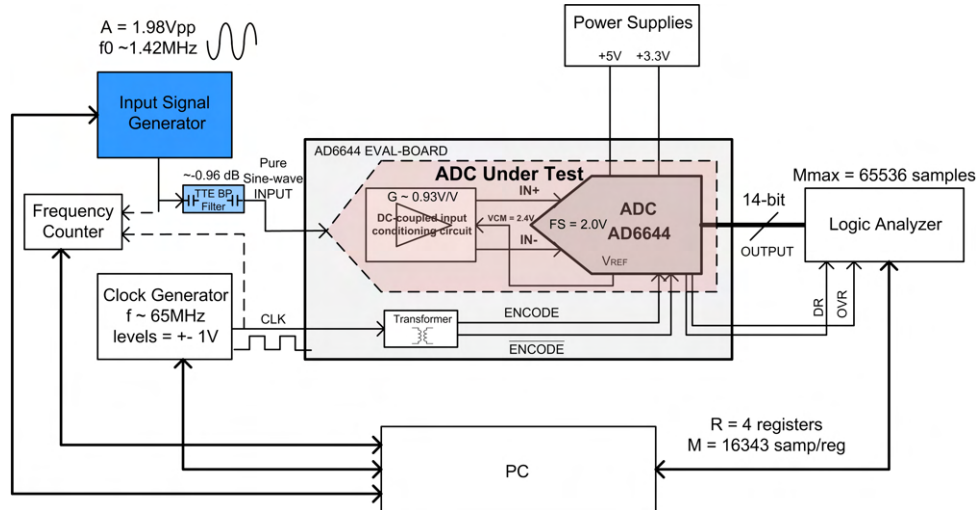 A = 1.98Vpp
f0 ~1.42MHz
Power Supplies
+5V +3.3V
Input Signal
Generator
~-0.96 dB
TTE BP
Filter
Pure
Sine-wave
INPUT
AD6644 EVAL-BOARD
ADC Under Test
G ~ 0.93V/V
DC-coupled input
conditioning circuit
IN+
VCM = 2.4V
IN-
FS = 2.0V
ADC
AD6644
VREF
Mmax = 65536 samples
14-bit
OUTPUT
Logic Analyzer
DR
OVR
Frequency
Counter
Clock Generator
f ~ 65MHz
levels = +- 1V
CLK
Transformer
ENCODE
ENCODE
PC
R = 4 registers
M = 16343 samp/reg